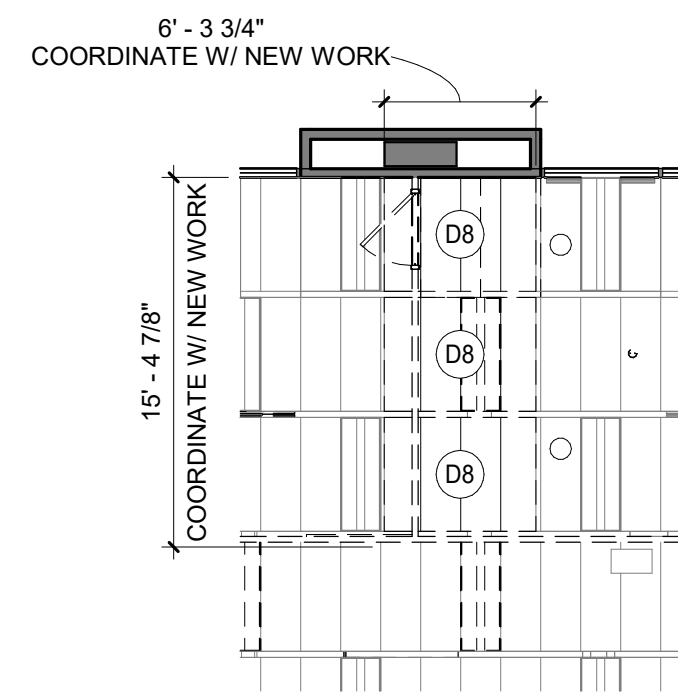 6' - 3 3/4"
COORDINATE W/ NEW WORK
15' - 4 7/8"
COORDINATE W/ NEW WORK
D8
D8
D8